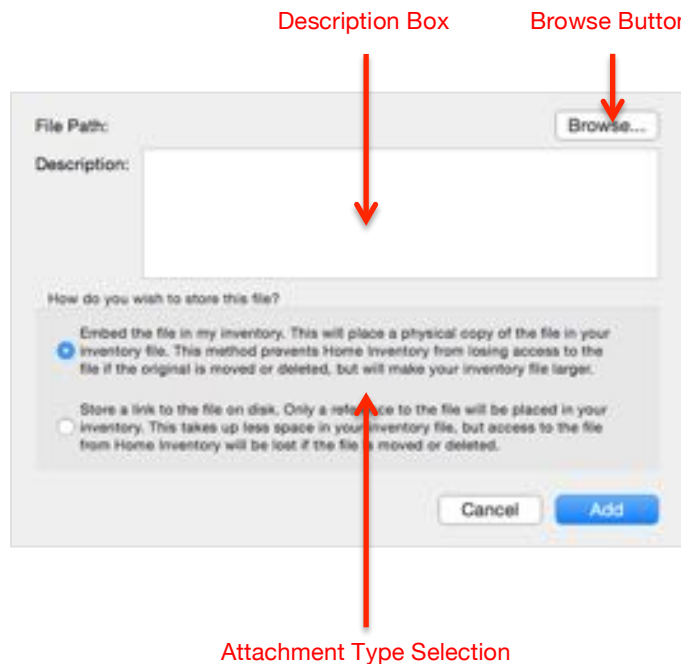 Description Box Browse Button
File Path: Browse...
Description:
How do you wish to store this file?
Embed the file in my inventory. This will place a physical copy of the file in your
inventory file. This method prevents Home Inventory from losing access to the
file if the original is moved or deleted, but will make your inventory file larger.
Store a link to the file on disk. Only a reference to the file will be placed in your
inventory. This takes up less space in your inventory file, but access to the file
from Home Inventory will be lost if the file is moved or deleted.
Cancel Add
Attachment Type Selection